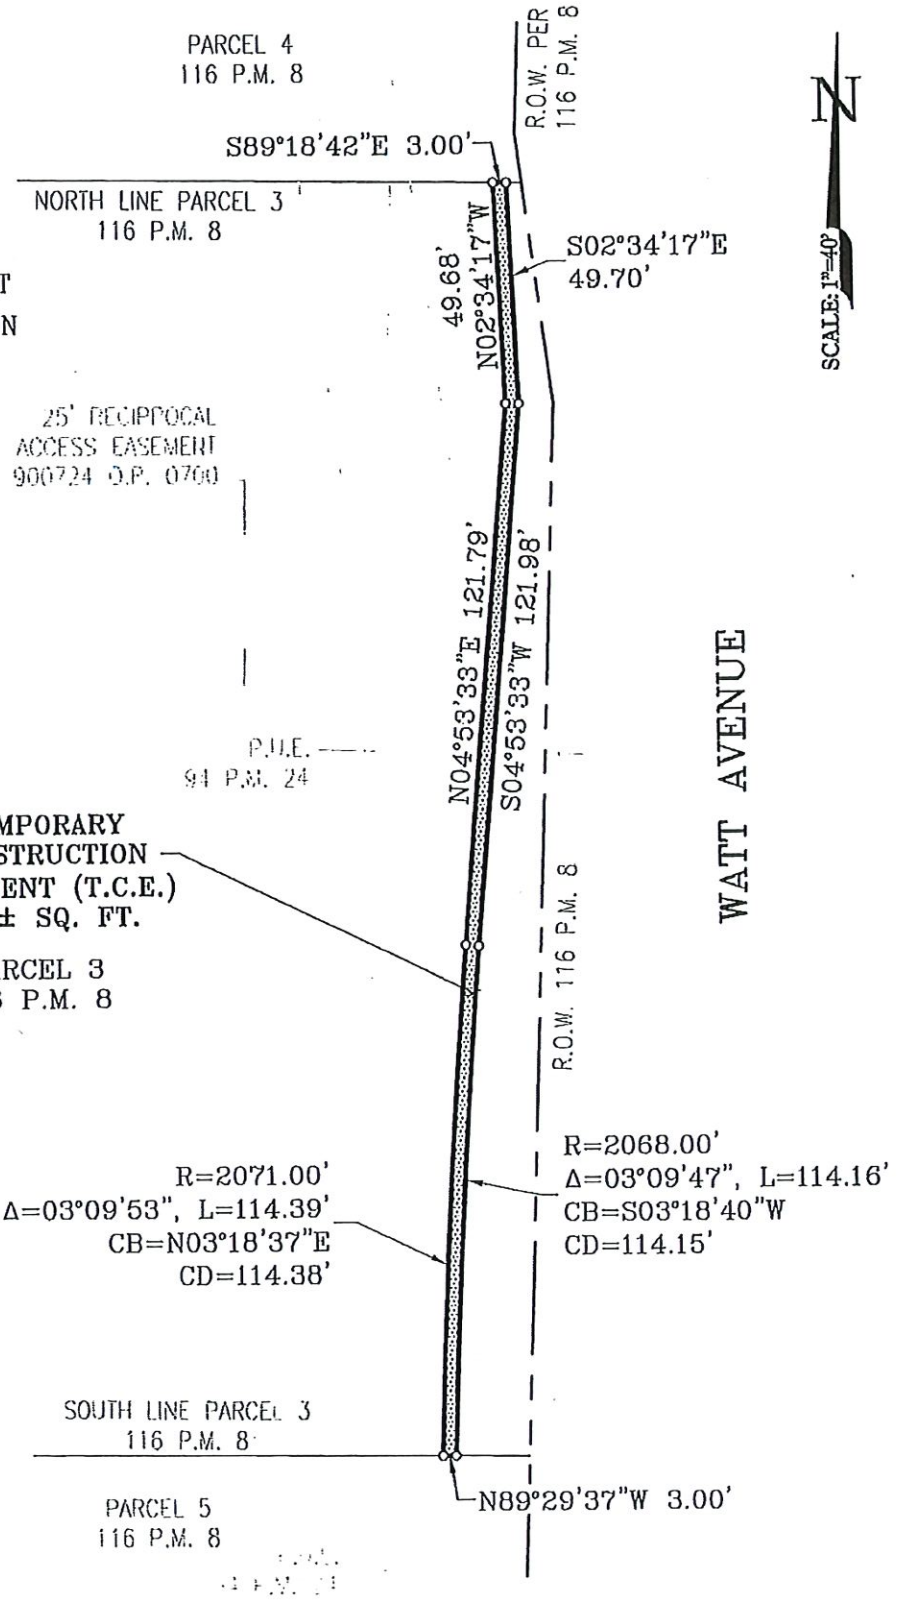 PARCEL 4
116 P.M. 8
R.O.W. PER
116 P.M. 8
N
SCALE: 1"=40'
S89°18'42"E 3.00'
NORTH LINE PARCEL 3
116 P.M. 8
N02°34'17"W
49.68'
S02°34'17"E
49.70'
T
N
25' RECIPROCAL
ACCESS EASEMENT
900724 O.R. 0700
N04°53'33"E 121.79'
S04°53'33"W 121.98'
WATT AVENUE
P.U.E.
94 P.M. 24
MPORARY
STRUCTION
ENT (T.C.E.)
± SQ. FT.
RCEL 3
P.M. 8
R.O.W. 116 P.M. 8
R=2071.00'
Δ=03°09'53", L=114.39'
CB=N03°18'37"E
CD=114.38'
R=2068.00'
Δ=03°09'47", L=114.16'
CB=S03°18'40"W
CD=114.15'
SOUTH LINE PARCEL 3
116 P.M. 8
N89°29'37"W 3.00'
PARCEL 5
116 P.M. 8